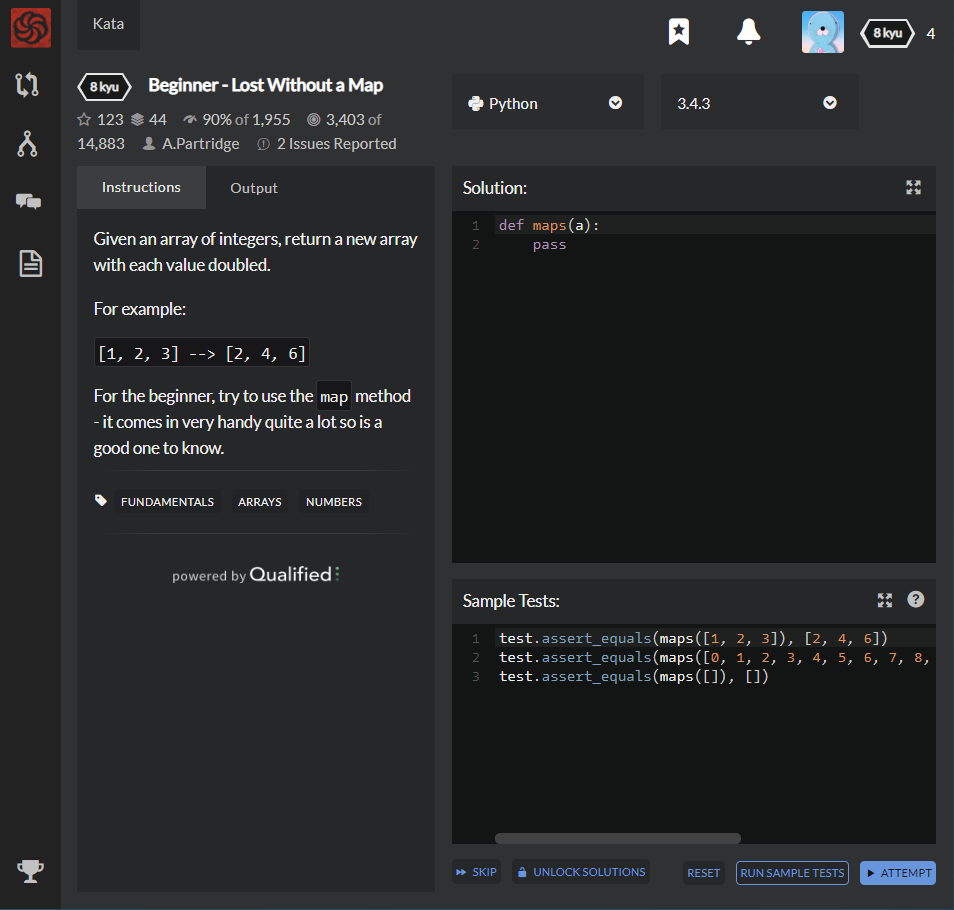 Kata
8 kyu 4
8 kyu Beginner - Lost Without a Map
123 44 90% of 1,955 3,403 of
14,883 A.Partridge 2 Issues Reported
Python
3.4.3
Instructions Output
Given an array of integers, return a new array
with each value doubled.
For example:
[1, 2, 3] --> [2, 4, 6]
For the beginner, try to use the map method
- it comes in very handy quite a lot so is a
good one to know.
FUNDAMENTALS ARRAYS NUMBERS
powered by Qualified
Solution:
1 def maps(a):
2 pass
Sample Tests:
1 test.assert_equals(maps([1, 2, 3]), [2, 4, 6])
2 test.assert_equals(maps([0, 1, 2, 3, 4, 5, 6, 7, 8,
3 test.assert_equals(maps([]), [])
SKIP UNLOCK SOLUTIONS RESET RUN SAMPLE TESTS ATTEMPT